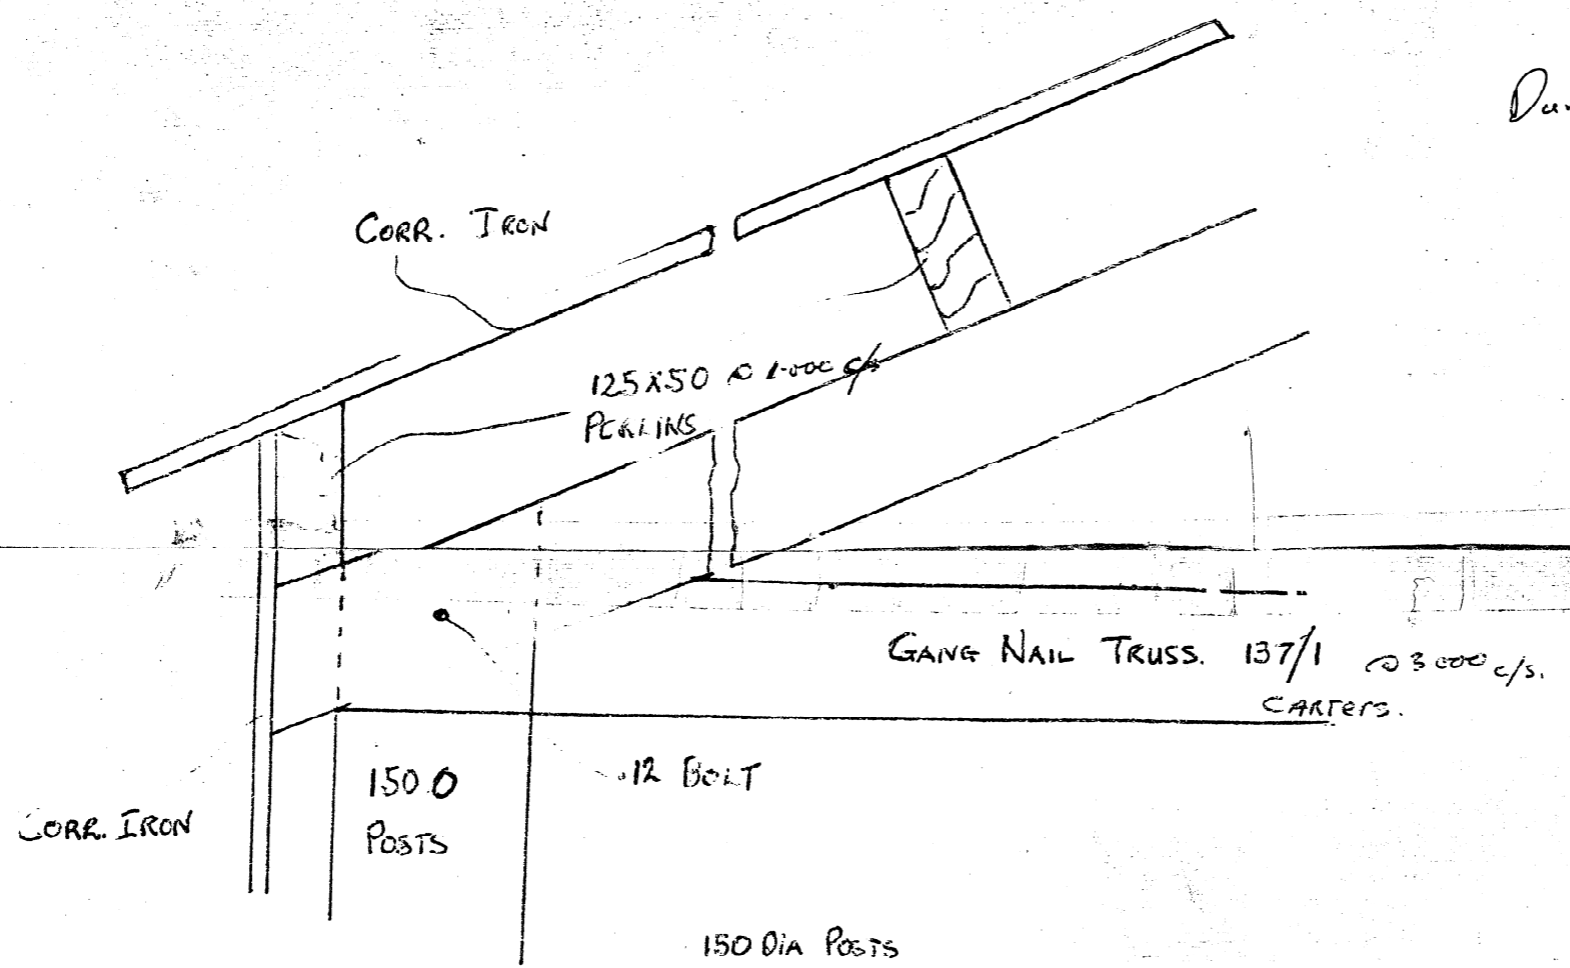 CORR. IRON
125x50 @ 1.000 c/s
PERLINS
GANG NAIL TRUSS. 137/1 @ 3000 c/s.
CARTERS.
150.0
POSTS
.12 BOLT
CORR. IRON
150 DIA POSTS